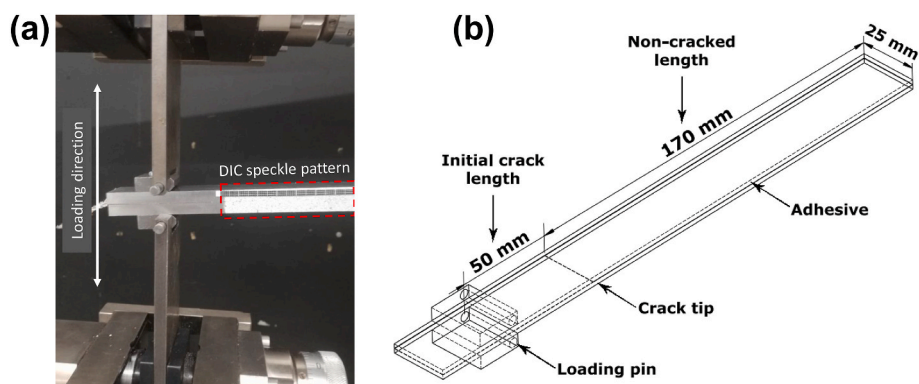 (a)
Loading direction
DIC speckle pattern
(b)
Non-cracked
length
25 mm
170 mm
Initial crack
length
50 mm
Adhesive
Crack tip
Loading pin